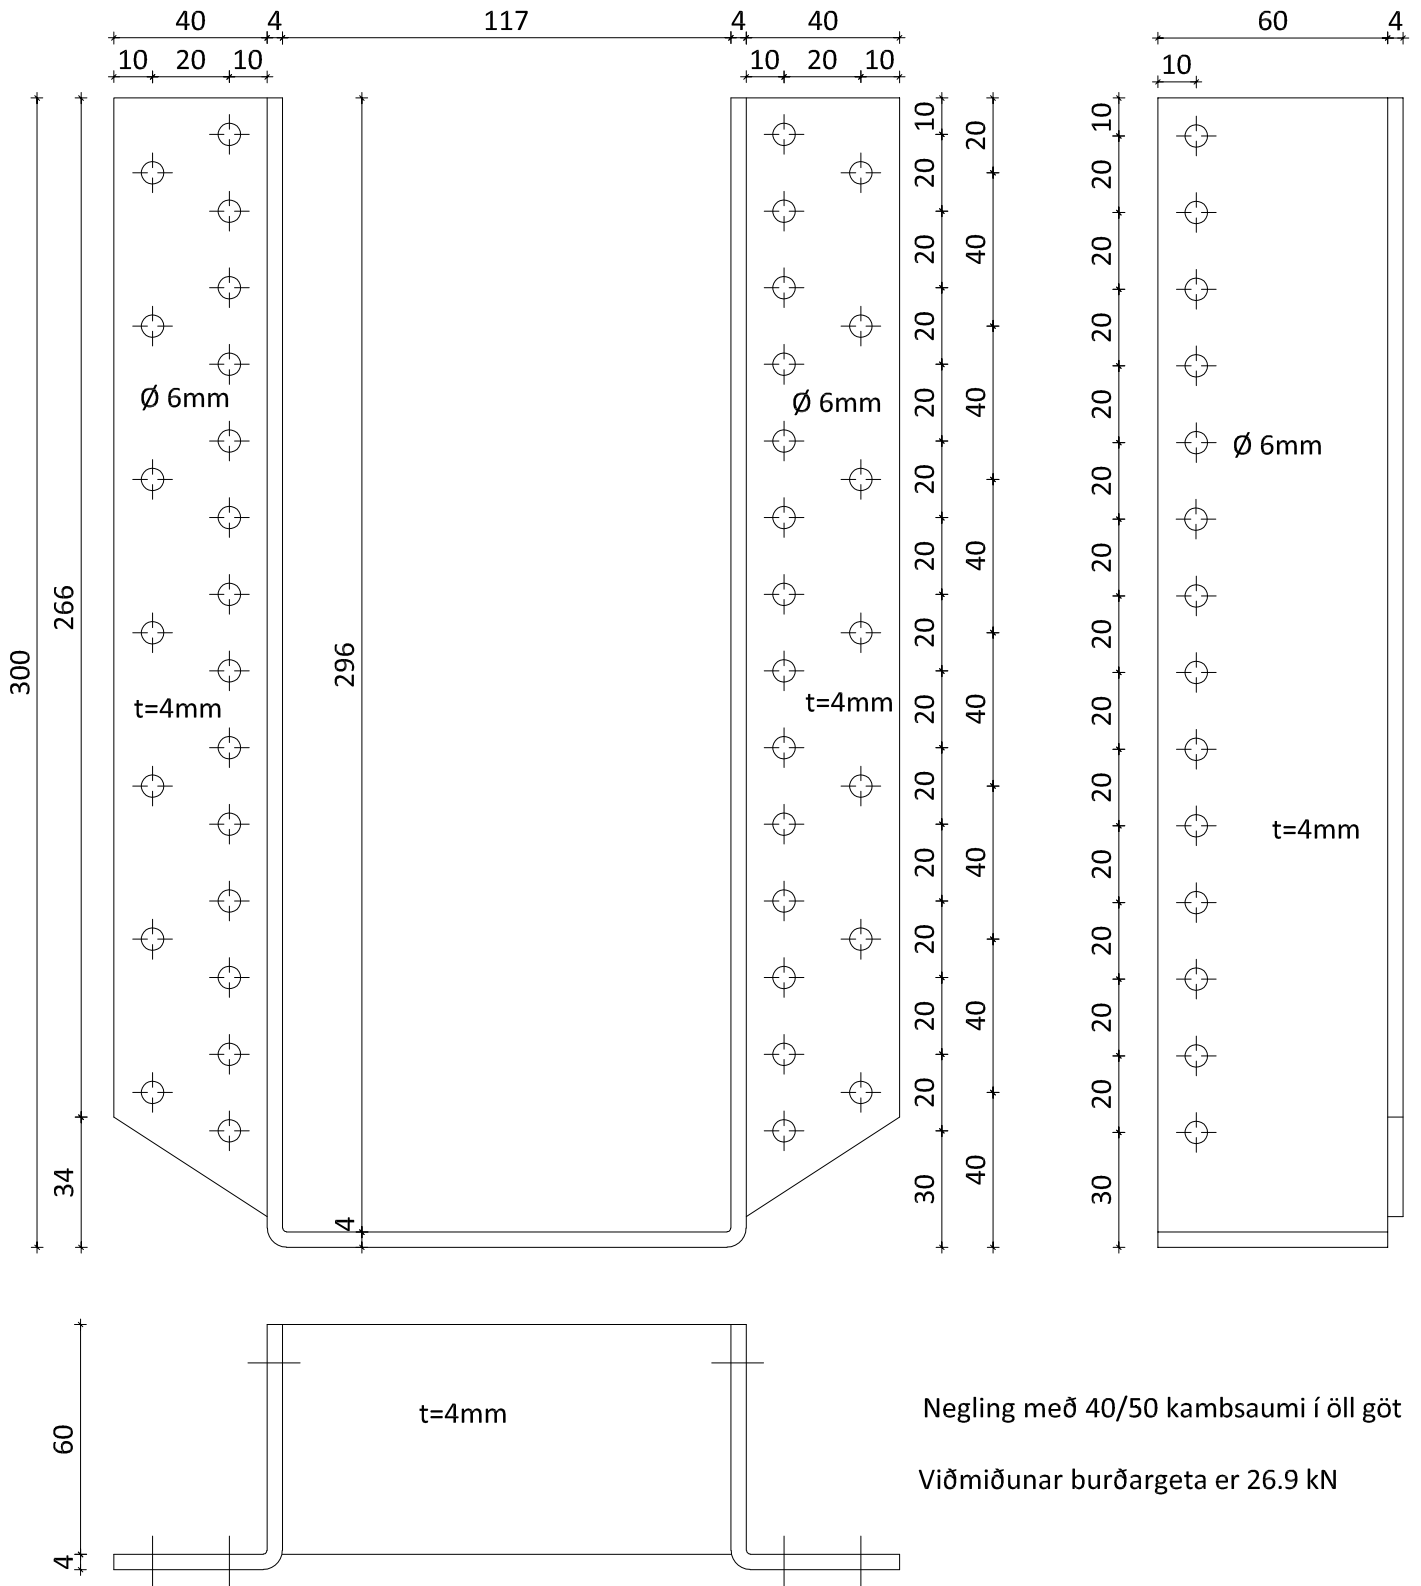 40 4 117 4 40 60 4
10 20 10 10 20 10 10
10 20 20 20 20 20 20 20 20 20 20 20 20 20 30
20 40 40 40 40 40 40 40
10 20 20 20 20 20 20 20 20 20 20 20 20 20 30
Ø 6mm
Ø 6mm
Ø 6mm
300
266
34
296
4
t=4mm
t=4mm
t=4mm
60
4
t=4mm
Negling með 40/50 kambsaumi í öll göt
Viðmiðunar burðargeta er 26.9 kN